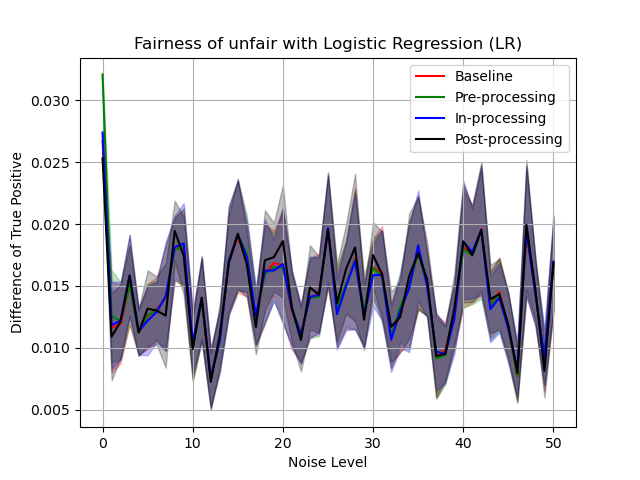 Fairness of unfair with Logistic Regression (LR)
Baseline
Pre-processing
In-processing
Post-processing
Difference of True Positive
0.030
0.025
0.020
0.015
0.010
0.005
0
10
20
30
40
50
Noise Level